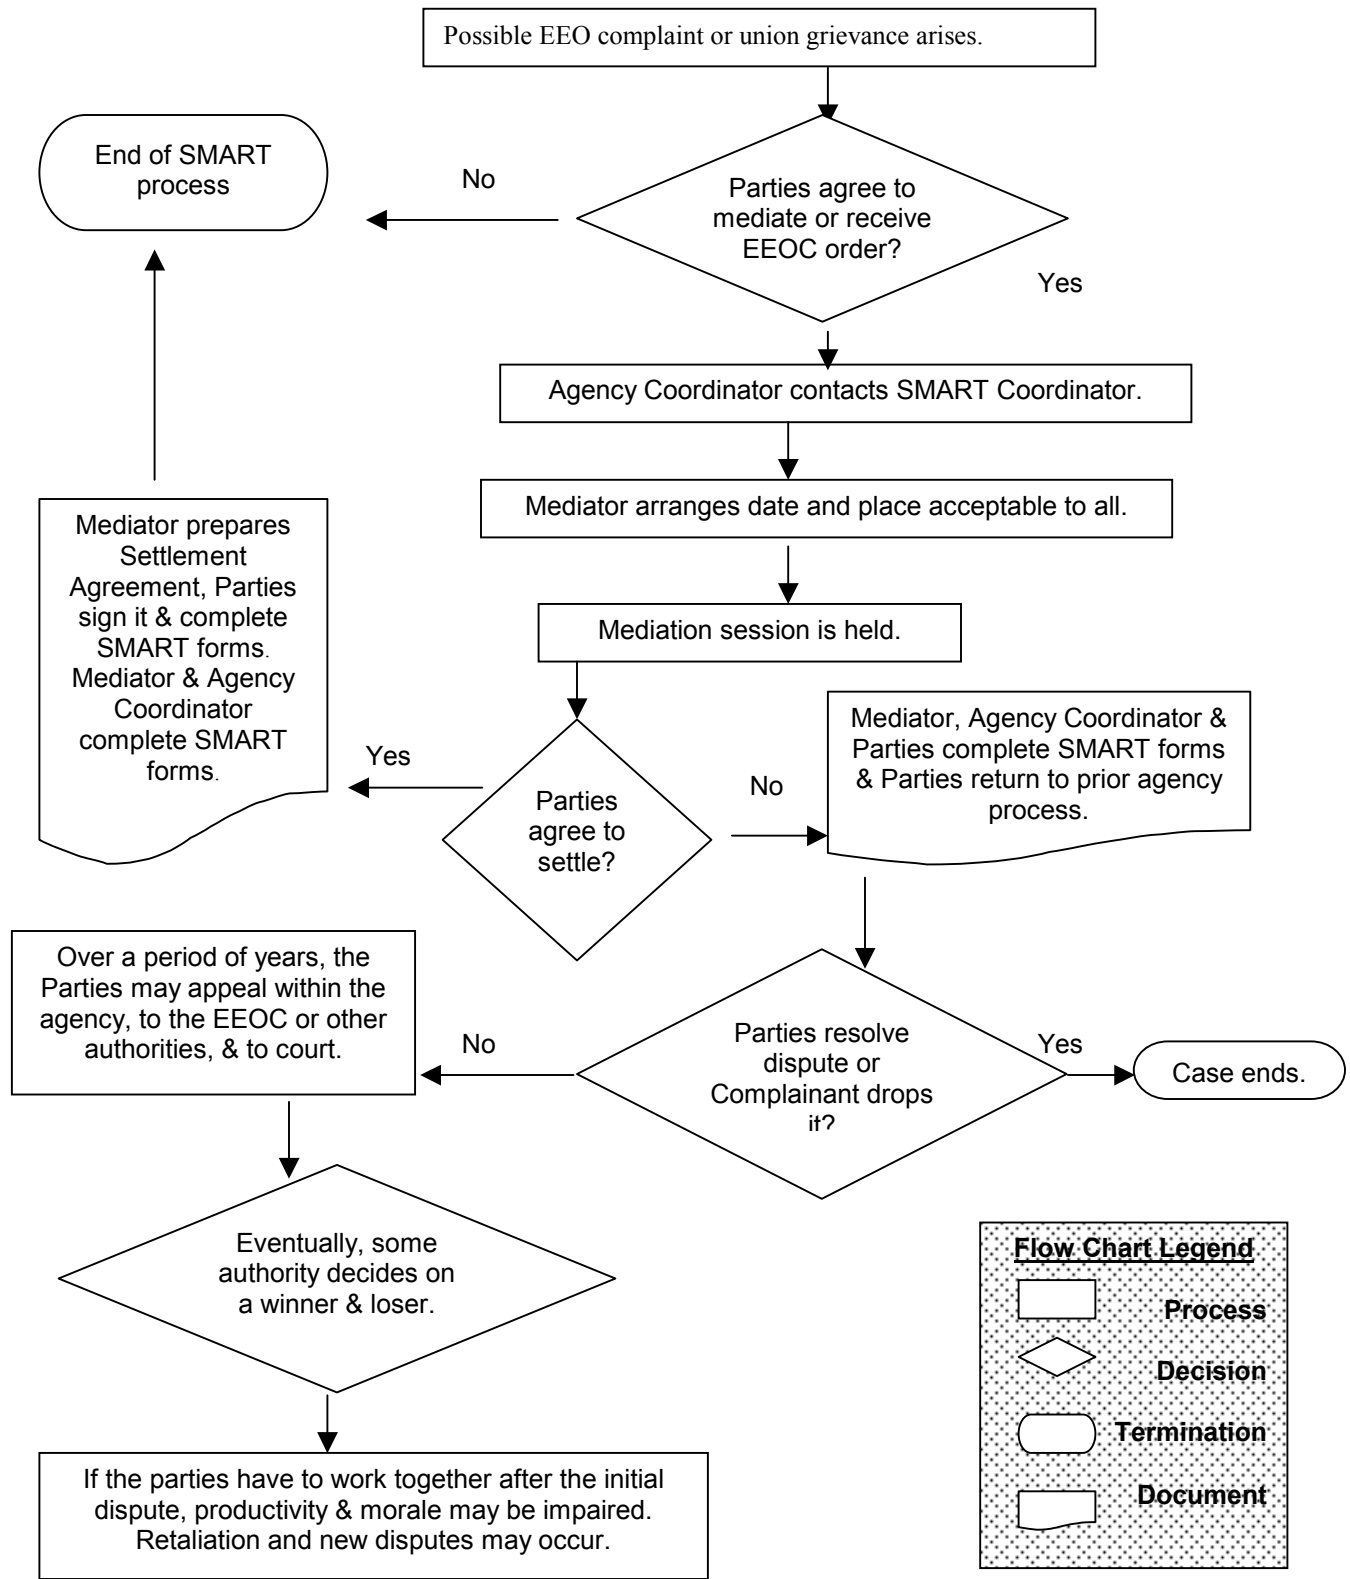 Possible EEO complaint or union grievance arises.
End of SMART
process
No
Parties agree to
mediate or receive
EEOC order?
Yes
Agency Coordinator contacts SMART Coordinator.
Mediator arranges date and place acceptable to all.
Mediation session is held.
Mediator prepares
Settlement
Agreement, Parties
sign it & complete
SMART forms.
Mediator & Agency
Coordinator
complete SMART
forms.
Yes
Parties
agree to
settle?
No
Mediator, Agency Coordinator &
Parties complete SMART forms
& Parties return to prior agency
process.
Over a period of years, the
Parties may appeal within the
agency, to the EEOC or other
authorities, & to court.
No
Parties resolve
dispute or
Complainant drops
it?
Yes
Case ends.
Eventually, some
authority decides on
a winner & loser.
If the parties have to work together after the initial
dispute, productivity & morale may be impaired.
Retaliation and new disputes may occur.
Flow Chart Legend
Process
Decision
Termination
Document